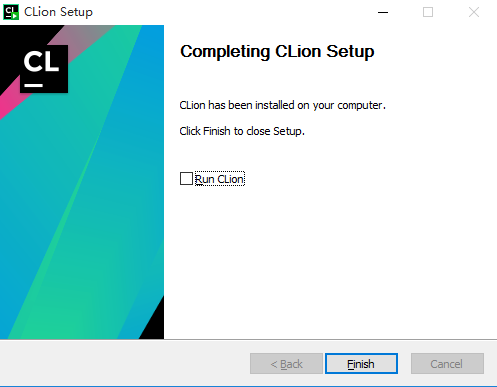 CLion Setup
CL
Completing CLion Setup
CLion has been installed on your computer.
Click Finish to close Setup.
Run CLion
< Back
Finish
Cancel